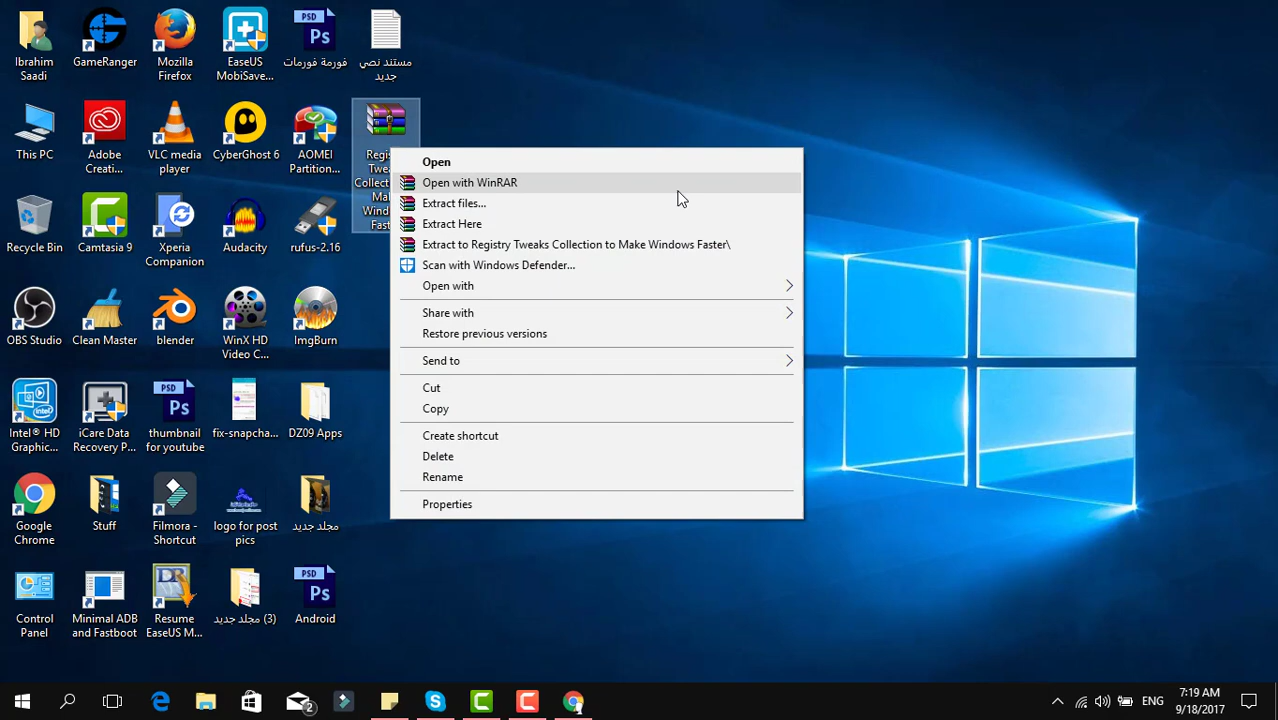 Ibrahim
Saadi
GameRanger
Mozilla
Firefox
EaseUS
MobiSave...
PSD
Ps
فورمة فورمات
مستند نصي
جديد
This PC
Adobe
Creati...
VLC media
player
CyberGhost 6
AOMEI
Partition...
Recycle Bin
Camtasia 9
Xperia
Companion
Audacity
rufus-2.16
OBS Studio
Clean Master
blender
WinX HD
Video C...
ImgBurn
Intel® HD
Graphic...
iCare Data
Recovery P...
PSD
Ps
thumbnail
for youtube
fix-snapcha...
DZ09 Apps
Google
Chrome
Stuff
Filmora -
Shortcut
logo for post
pics
مجلد جديد
Control
Panel
Minimal ADB
and Fastboot
DR
Resume
EaseUS M...
مجلد جديد (3)
PSD
Ps
Android
Open
Open with WinRAR
Extract files...
Extract Here
Extract to Registry Tweaks Collection to Make Windows Faster\
Scan with Windows Defender...
Open with
Share with
Restore previous versions
Send to
Cut
Copy
Create shortcut
Delete
Rename
Properties
2
ENG
7:19 AM
9/18/2017